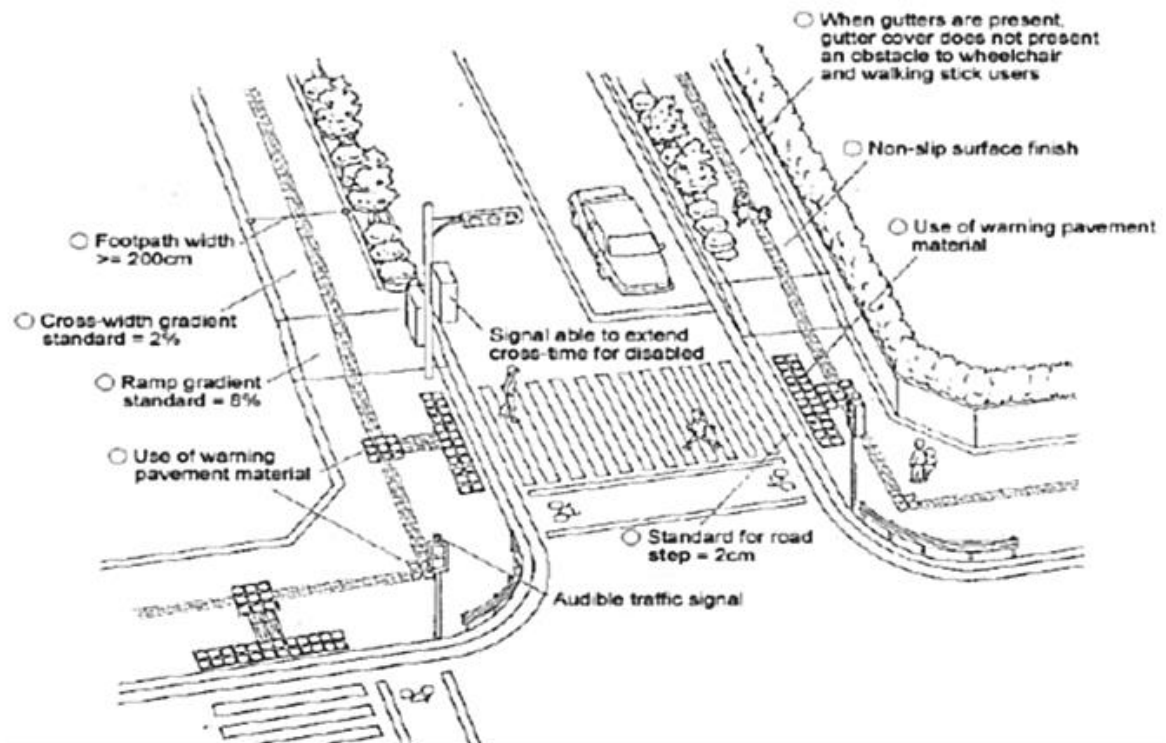 When gutters are present,
gutter cover does not present
an obstacle to wheelchair
and walking stick users
Non-slip surface finish
Use of warning pavement
material
Footpath width
>= 200cm
Cross-width gradient
standard = 2%
Signal able to extend
cross-time for disabled
Ramp gradient
standard = 8%
Use of warning
pavement material
Standard for road
step = 2cm
Audible traffic signal